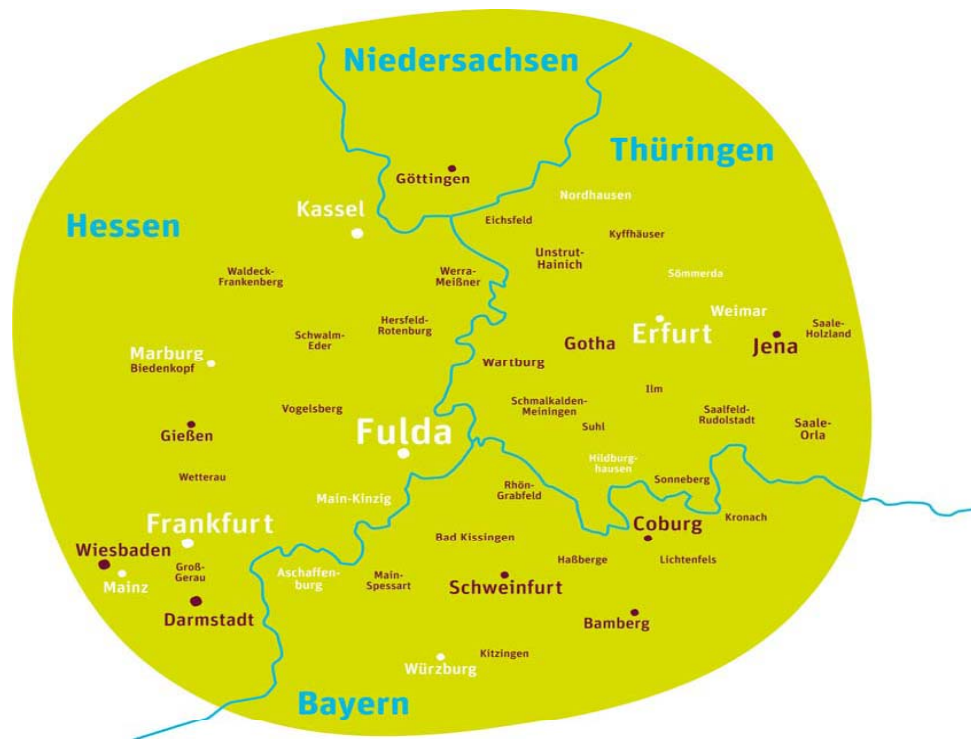 Niedersachsen
Thüringen
Göttingen
Nordhausen
Kassel
Hessen
Eichsfeld
Kyffhäuser
Unstrut-
Hainich
Waldeck-
Frankenberg
Werra-
Meißner
Sömmerda
Weimar
Hersfeld-
Rotenburg
Schwalm-
Eder
Erfurt
Jena
Saale-
Holzland
Gotha
Marburg
Biedenkopf
Wartburg
Ilm
Schmalkalden-
Meiningen
Vogelsberg
Suhl
Saalfeld-
Rudolstadt
Saale-
Orla
Gießen
Fulda
Hildburg-
hausen
Wetterau
Sonneberg
Rhön-
Grabfeld
Main-Kinzig
Kronach
Frankfurt
Coburg
Bad Kissingen
Wiesbaden
Haßberge
Lichtenfels
Groß-
Gerau
Mainz
Aschaffen-
burg
Main-
Spessart
Schweinfurt
Darmstadt
Bamberg
Kitzingen
Würzburg
Bayern